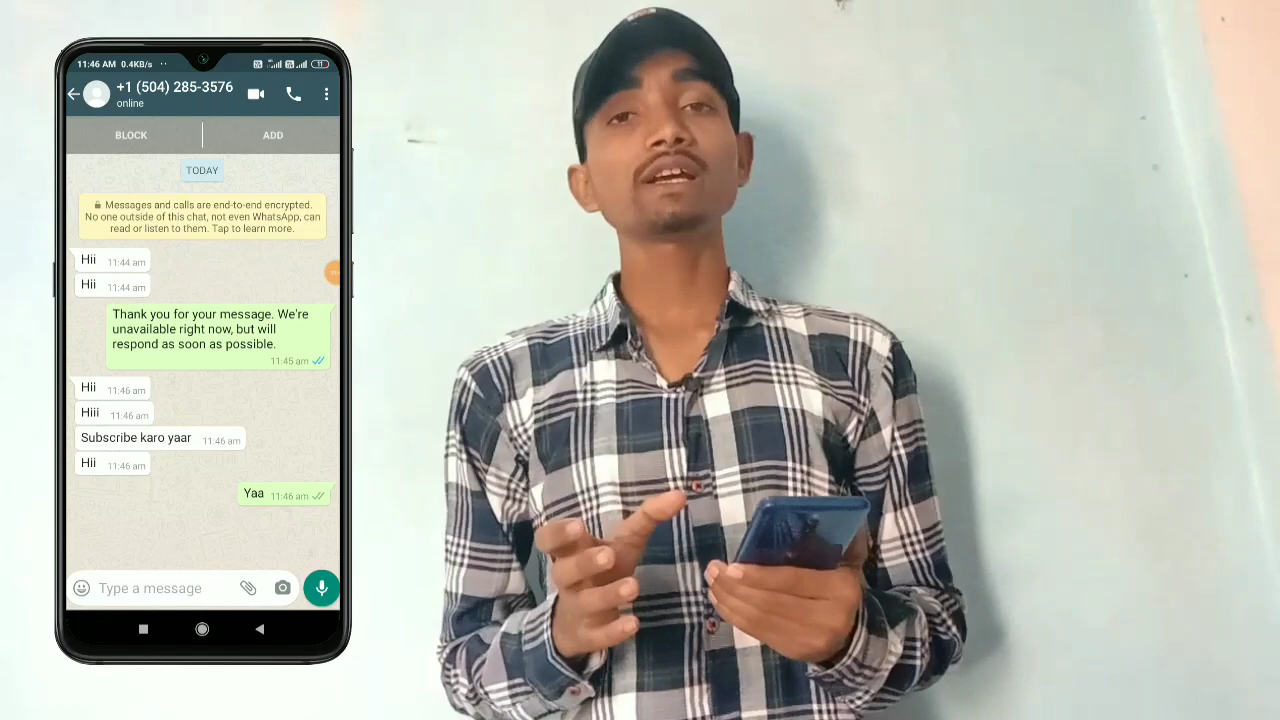 11:46 AM 0.4KB/s
+1 (504) 285-3576
online
BLOCK
ADD
TODAY
Messages and calls are end-to-end encrypted.
No one outside of this chat, not even WhatsApp, can
read or listen to them. Tap to learn more.
Hii 11:44 am
Hii 11:44 am
Thank you for your message. We're
unavailable right now, but will
respond as soon as possible.
11:45 am
Hii 11:46 am
Hiii 11:46 am
Subscribe karo yaar 11:46 am
Hii 11:46 am
Yaa 11:46 am
Type a message